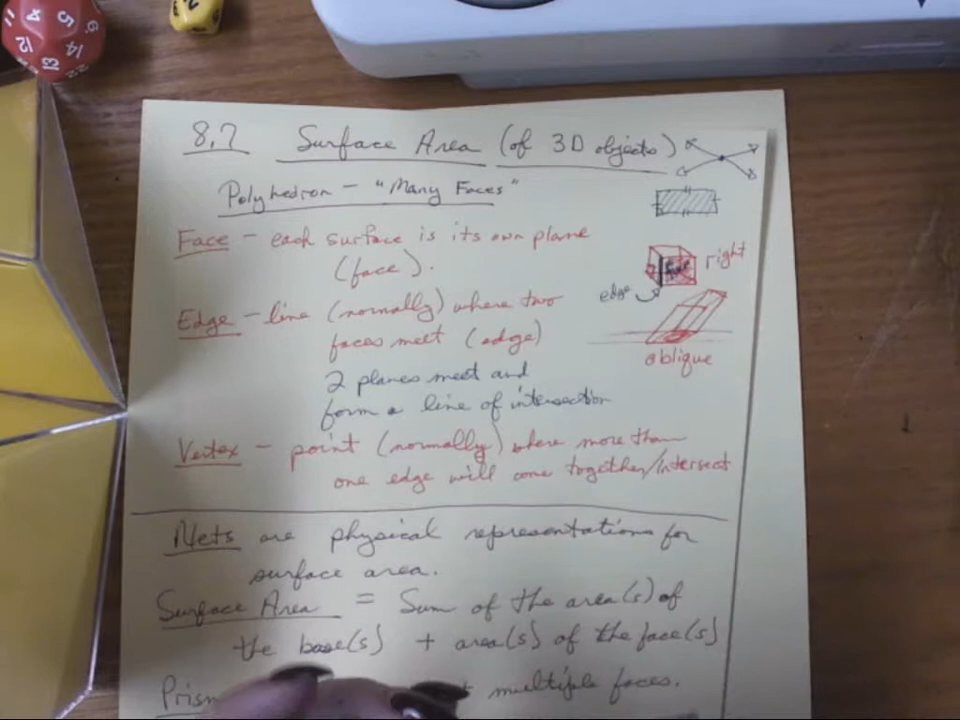 8.7 Surface Area (of 3D objects)
Polyhedron - "Many Faces"
Face - each surface is its own plane
(face).
right
edge
Edge - line (normally) where two
faces meet (edge)
oblique
2 planes meet and
form a line of intersection
Vertex - point (normally) where more than
one edge will come together/intersect
Nets are physical representations for
surface area.
Surface Area = Sum of the area(s) of
the base(s) + area(s) of the face(s)
Prism
multiple faces.